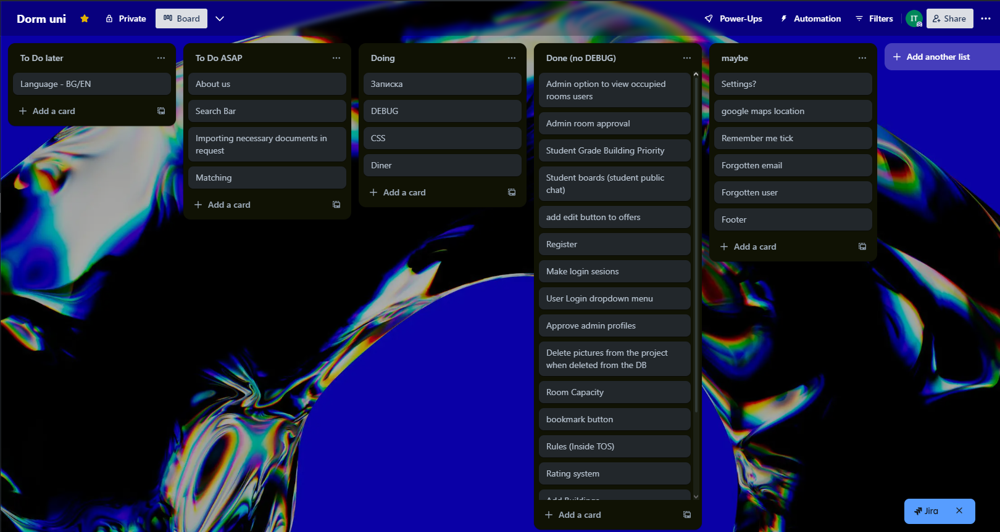 Dorm uni
Private
Board
Power-Ups
Automation
Filters
IT
Share
To Do later
Language - BG/EN
Add a card
To Do ASAP
About us
Search Bar
Importing necessary documents in
request
Matching
Add a card
Doing
Записка
DEBUG
CSS
Diner
Add a card
Done (no DEBUG)
Admin option to view occupied
rooms users
Admin room approval
Student Grade Building Priority
Student boards (student public
chat)
add edit button to offers
Register
Make login sesions
User Login dropdown menu
Approve admin profiles
Delete pictures from the project
when deleted from the DB
Room Capacity
bookmark button
Rules (Inside TOS)
Rating system
Add Buildings
Add a card
maybe
Settings?
google maps location
Remember me tick
Forgotten email
Forgotten user
Footer
Add a card
Add another list
Jira